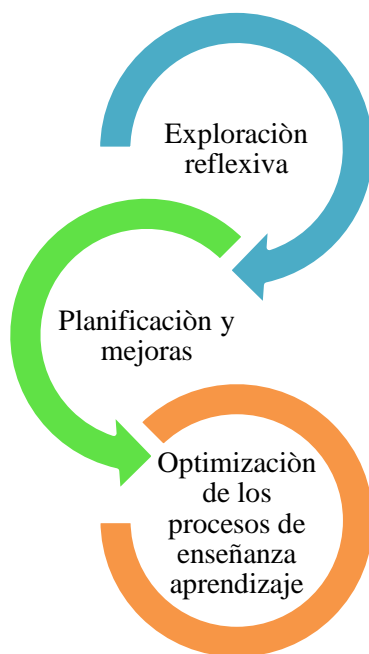 Exploraciòn
reflexiva
Planificaciòn y
mejoras
Optimizaciòn
de los
procesos de
enseñanza
aprendizaje